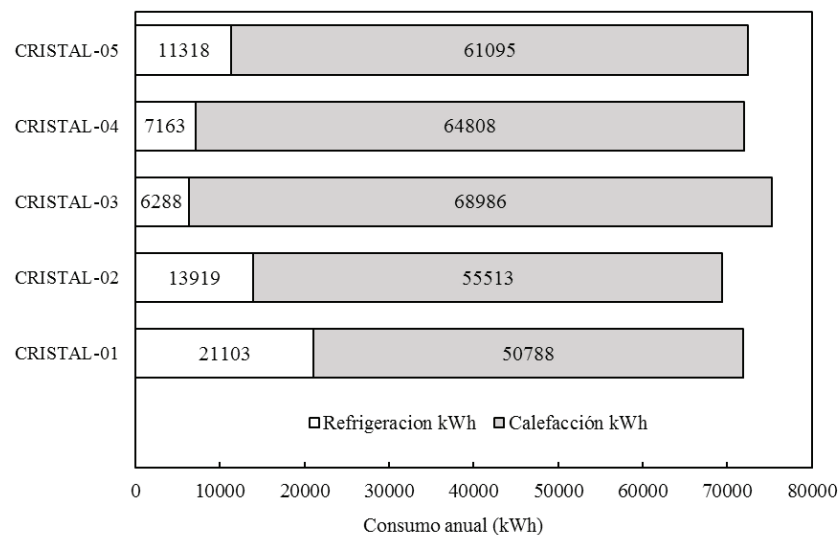 CRISTAL-05 11318 61095
CRISTAL-04 7163 64808
CRISTAL-03 6288 68986
CRISTAL-02 13919 55513
CRISTAL-01 21103 50788
Refrigeracion kWh Calefacción kWh
0 10000 20000 30000 40000 50000 60000 70000 80000
Consumo anual (kWh)